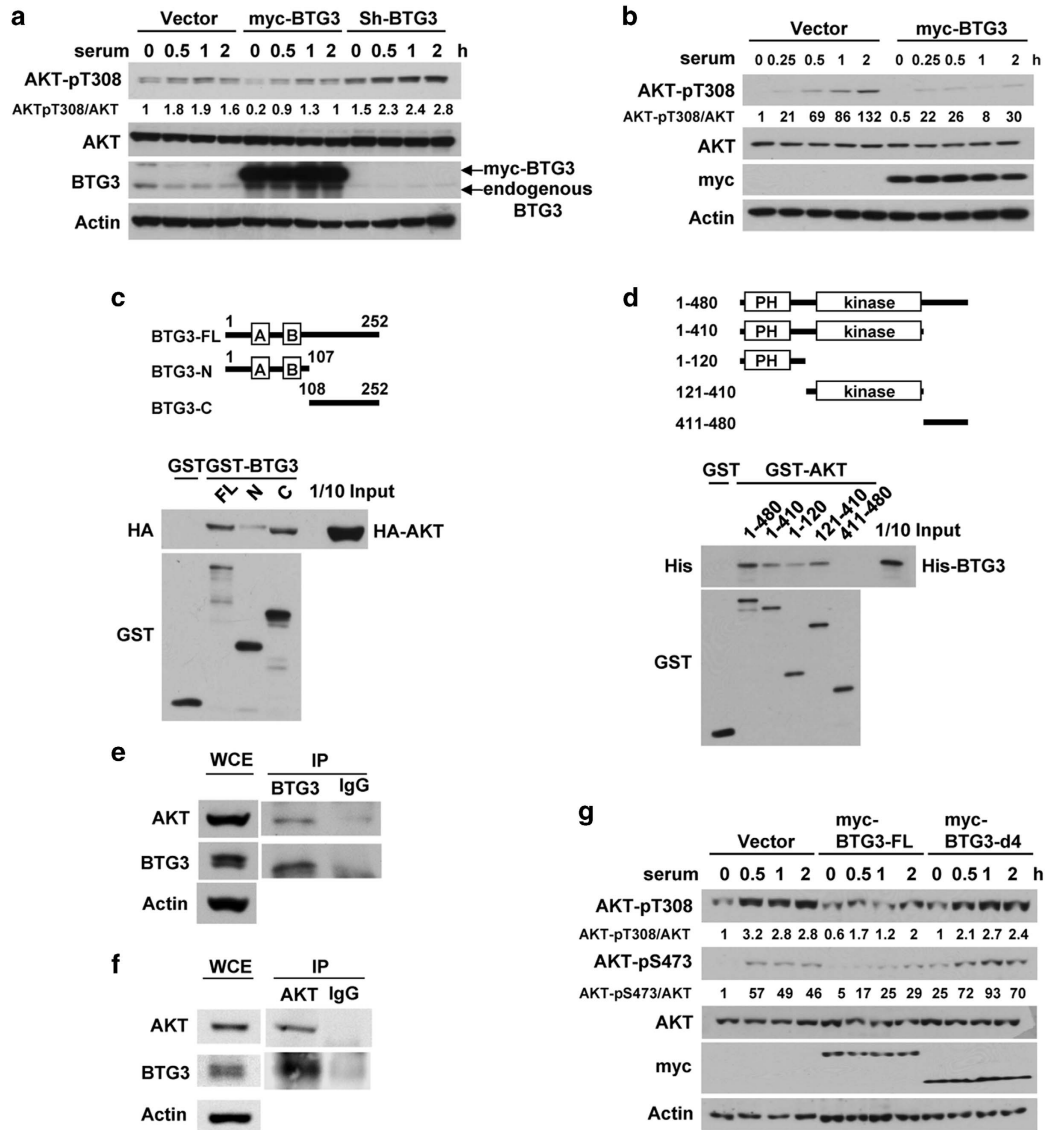 a
Vector myc-BTG3 Sh-BTG3
serum 0 0.5 1 2 0 0.5 1 2 0 0.5 1 2 h
AKT-pT308
AKTpT308/AKT 1 1.8 1.9 1.6 0.2 0.9 1.3 1 1.5 2.3 2.4 2.8
AKT
BTG3 myc-BTG3
endogenous
BTG3
Actin
b
Vector myc-BTG3
serum 0 0.25 0.5 1 2 0 0.25 0.5 1 2 h
AKT-pT308
AKT-pT308/AKT 1 21 69 86 132 0.5 22 26 8 30
AKT
myc
Actin
c
1 252
BTG3-FL A B
1 107
BTG3-N A B
108 252
BTG3-C
GST GST-BTG3
FL N C 1/10 Input
HA HA-AKT
GST
d
1-480 PH kinase
1-410 PH kinase
1-120 PH
121-410 kinase
411-480
GST GST-AKT
1-480 1-410 1-120 121-410 411-480 1/10 Input
His His-BTG3
GST
e
WCE IP
BTG3 IgG
AKT
BTG3
Actin
f
WCE IP
AKT IgG
AKT
BTG3
Actin
g
Vector myc-BTG3-FL myc-BTG3-d4
serum 0 0.5 1 2 0 0.5 1 2 0 0.5 1 2 h
AKT-pT308
AKT-pT308/AKT 1 3.2 2.8 2.8 0.6 1.7 1.2 2 1 2.1 2.7 2.4
AKT-pS473
AKT-pS473/AKT 1 57 49 46 5 17 25 29 25 72 93 70
AKT
myc
Actin